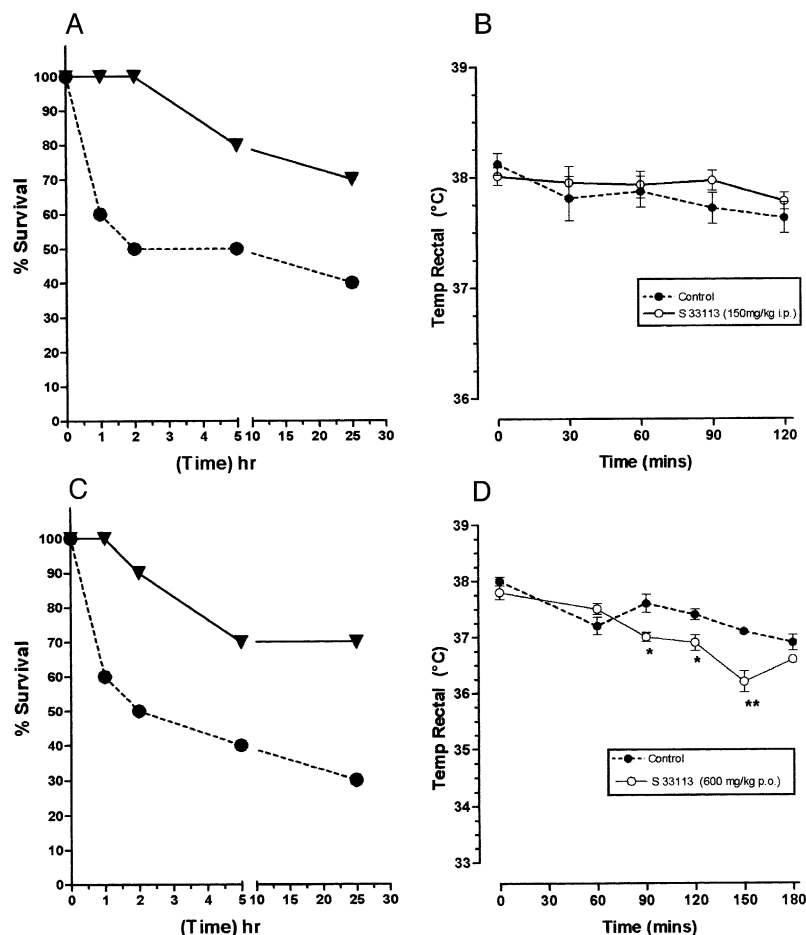 A
100
90
80
70
60
50
40
30
20
10
0
% Survival
0 1 2 3 4 5 10 15 20 25 30
(Time) hr
B
39
38
37
36
Temp Rectal (°C)
Control
S 33113 (150mg/kg i.p.)
0 30 60 90 120
Time (mins)
C
100
90
80
70
60
50
40
30
20
10
0
% Survival
0 1 2 3 4 5 10 15 20 25 30
(Time) hr
D
39
38
37
36
35
34
33
Temp Rectal (°C)
* * **
Control
S 33113 (600 mg/kg p.o.)
0 30 60 90 120 150 180
Time (mins)